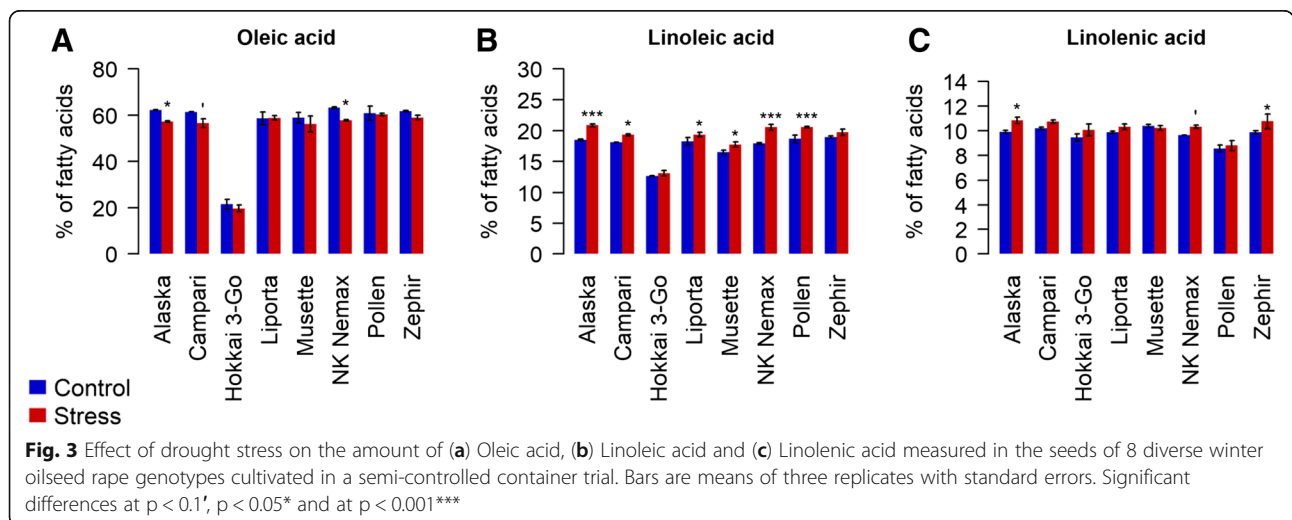 A
Oleic acid
% of fatty acids
80
60
40
20
0
*
'
*
Alaska
Campari
Hokkai 3-Go
Liporta
Musette
NK Nemax
Pollen
Zephir
B
Linoleic acid
% of fatty acids
30
25
20
15
10
5
0
***
*
*
*
***
***
Alaska
Campari
Hokkai 3-Go
Liporta
Musette
NK Nemax
Pollen
Zephir
C
Linolenic acid
% of fatty acids
14
12
10
8
6
4
2
0
*
'
*
Alaska
Campari
Hokkai 3-Go
Liporta
Musette
NK Nemax
Pollen
Zephir
Control
Stress
Fig. 3 Effect of drought stress on the amount of (a) Oleic acid, (b) Linoleic acid and (c) Linolenic acid measured in the seeds of 8 diverse winter
oilseed rape genotypes cultivated in a semi-controlled container trial. Bars are means of three replicates with standard errors. Significant
differences at p < 0.1′, p < 0.05* and at p < 0.001***